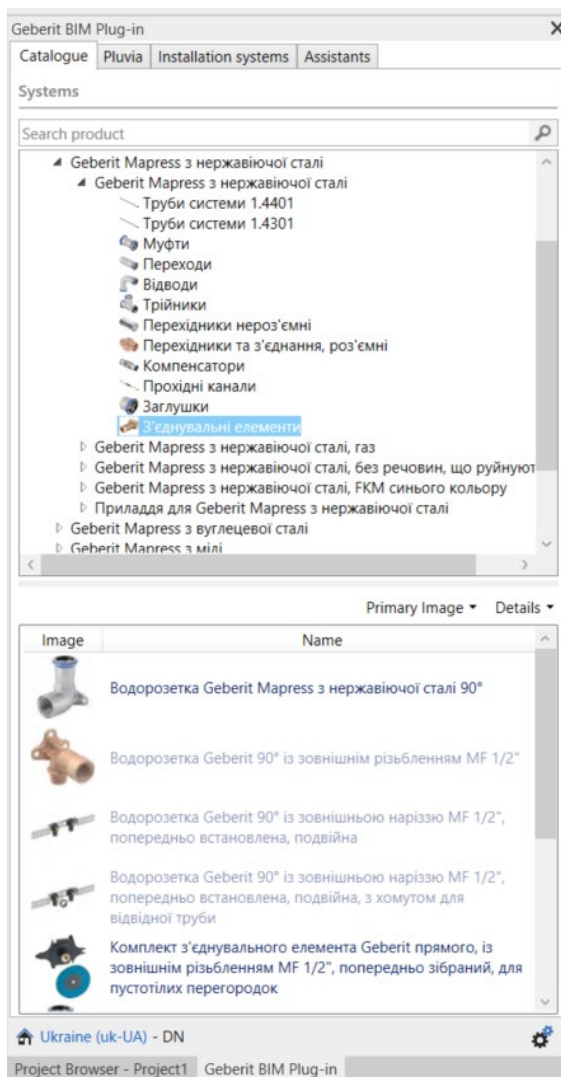 Geberit BIM Plug-in
Catalogue Pluvia Installation systems Assistants
Systems
Search product
Geberit Mapress з нержавіючої сталі
Geberit Mapress з нержавіючої сталі
Труби системи 1.4401
Труби системи 1.4301
Муфти
Переходи
Відводи
Трійники
Перехідники нероз'ємні
Перехідники та з'єднання, роз'ємні
Компенсатори
Прохідні канали
Заглушки
З'єднувальні елементи
Geberit Mapress з нержавіючої сталі, газ
Geberit Mapress з нержавіючої сталі, без речовин, що руйнуют
Geberit Mapress з нержавіючої сталі, FKM синього кольору
Приладдя для Geberit Mapress з нержавіючої сталі
Geberit Mapress з вуглецевої сталі
Geberit Mapress з міді
Primary Image Details
Image Name
Водорозетка Geberit Mapress з нержавіючої сталі 90°
Водорозетка Geberit 90° із зовнішнім різьбленням MF 1/2"
Водорозетка Geberit 90° із зовнішньою наріззю MF 1/2",
попередньо встановлена, подвійна
Водорозетка Geberit 90° із зовнішньою наріззю MF 1/2",
попередньо встановлена, подвійна, з хомутом для
відвідної труби
Комплект з'єднувального елемента Geberit прямого, із
зовнішнім різьбленням MF 1/2", попередньо зібраний, для
пустотілих перегородок
Ukraine (uk-UA) - DN
Project Browser - Project1 Geberit BIM Plug-in